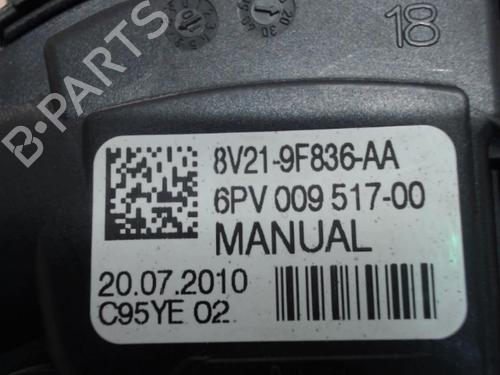 18
8V21-9F836-AA
6PV 009 517-00
MANUAL
20.07.2010
C95YE 02
B-PARTS